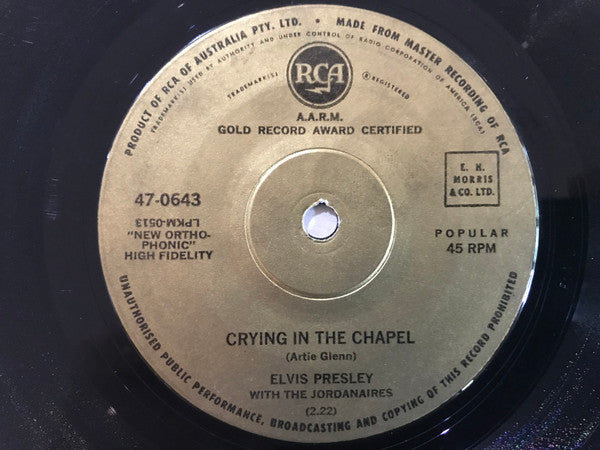 PRODUCT OF RCA OF AUSTRALIA PTY. LTD. • MADE FROM MASTER RECORDING OF RCA
TRADEMARK(S) USED BY AUTHORITY AND UNDER CONTROL OF RADIO CORPORATION OF AMERICA (RCA)
RCA
TRADEMARK(S) ® REGISTERED
A.A.R.M.
GOLD RECORD AWARD CERTIFIED
E. H.
MORRIS
& CO. LTD.
47-0643
LPKM-0513
"NEW ORTHO-
PHONIC"
HIGH FIDELITY
POPULAR
45 RPM
CRYING IN THE CHAPEL
(Artie Glenn)
ELVIS PRESLEY
WITH THE JORDANAIRES
(2.22)
UNAUTHORISED PUBLIC PERFORMANCE, BROADCASTING AND COPYING OF THIS RECORD PROHIBITED